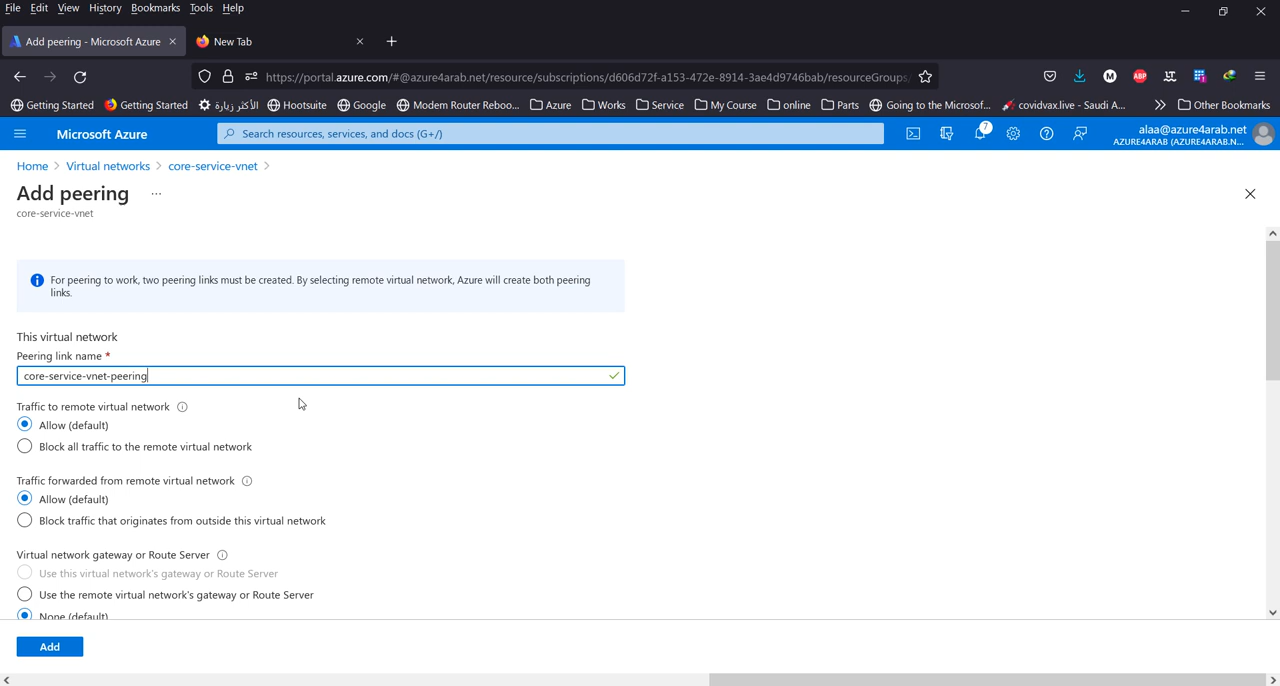 File Edit View History Bookmarks Tools Help
Add peering - Microsoft Azure
New Tab
https://portal.azure.com/#@azure4arab.net/resource/subscriptions/d606d72f-a153-472e-8914-3ae4d9746bab/resourceGroups/
Getting Started Getting Started الأكثر زيارة Hootsuite Google Modem Router Reboo... Azure Works Service My Course online Parts Going to the Microsof... covidvax.live - Saudi A... Other Bookmarks
Microsoft Azure
Search resources, services, and docs (G+/)
7
alaa@azure4arab.net
AZURE4ARAB (AZURE4ARAB.N...
Home > Virtual networks > core-service-vnet >
Add peering ...
core-service-vnet
For peering to work, two peering links must be created. By selecting remote virtual network, Azure will create both peering
links.
This virtual network
Peering link name *
core-service-vnet-peering
Traffic to remote virtual network
Allow (default)
Block all traffic to the remote virtual network
Traffic forwarded from remote virtual network
Allow (default)
Block traffic that originates from outside this virtual network
Virtual network gateway or Route Server
Use this virtual network's gateway or Route Server
Use the remote virtual network's gateway or Route Server
None (default)
Add